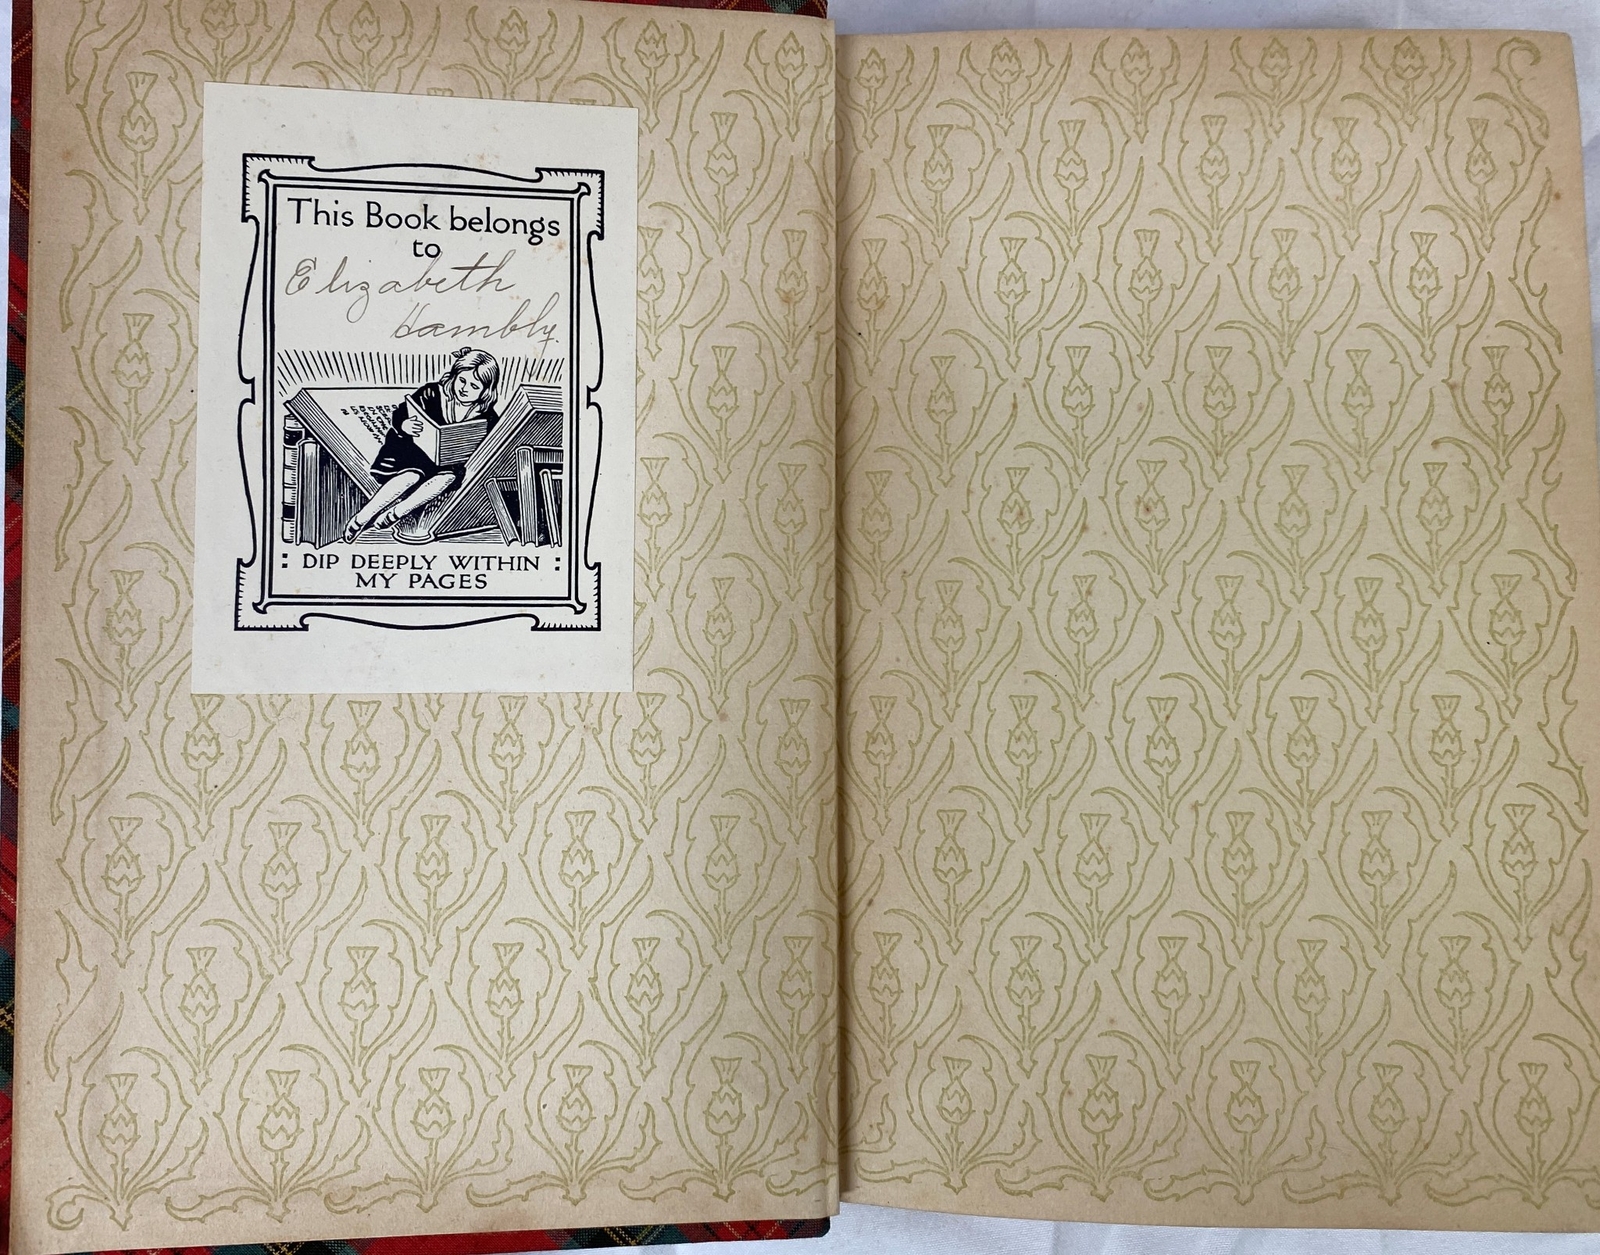 This Book belongs
to
Elizabeth
Hambly.
: DIP DEEPLY WITHIN :
MY PAGES